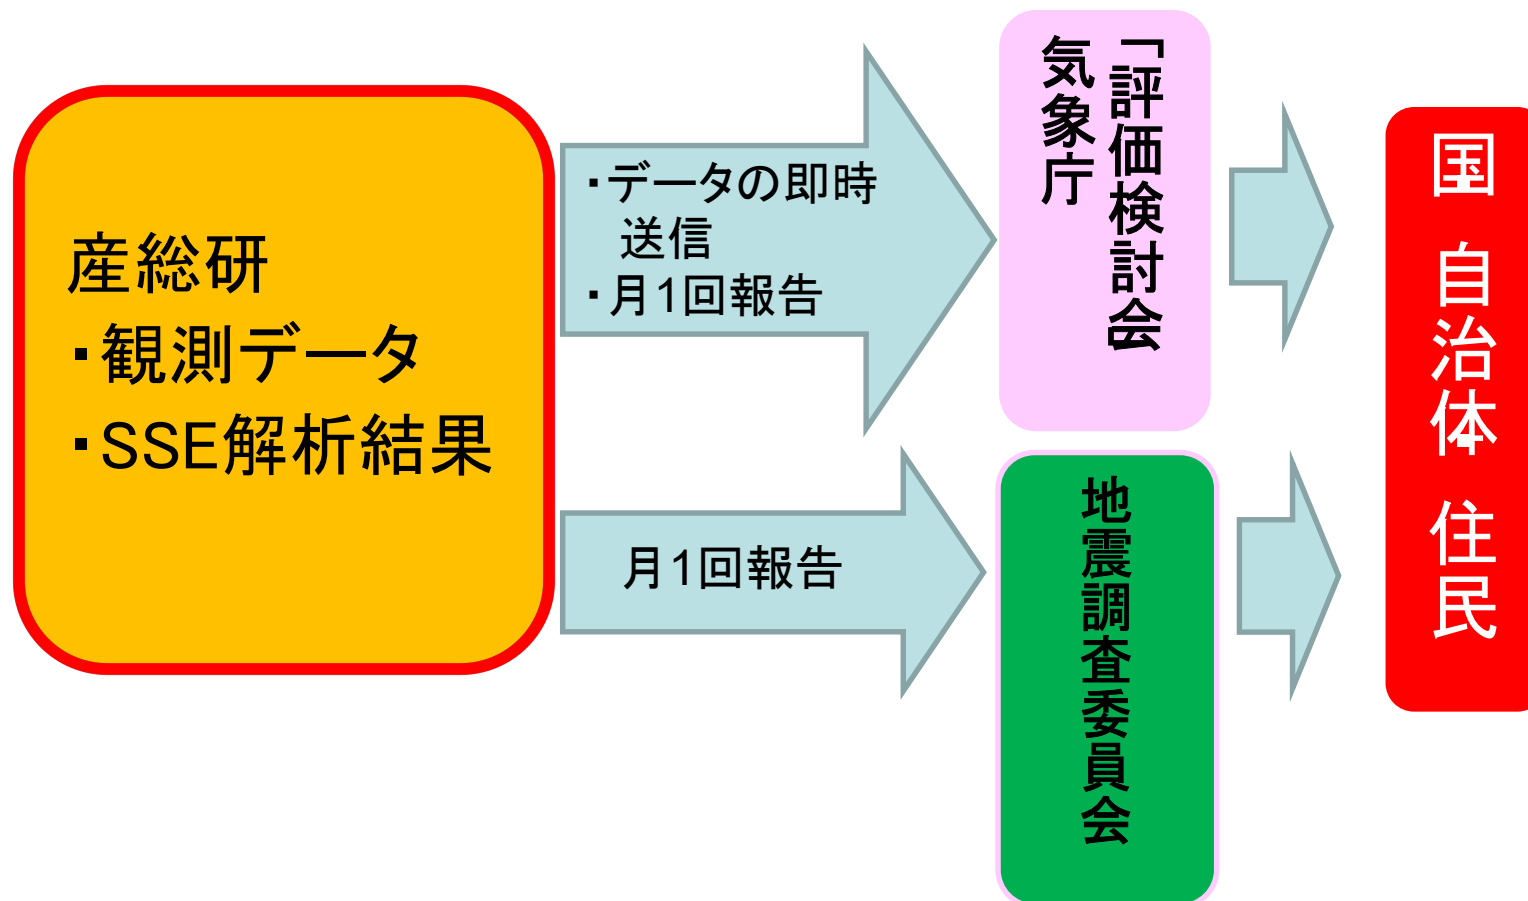 産総研
・観測データ
・SSE解析結果
・データの即時
送信
・月1回報告
月1回報告
「評価検討会」
気象庁
地震調査委員会
国 自治体 住民